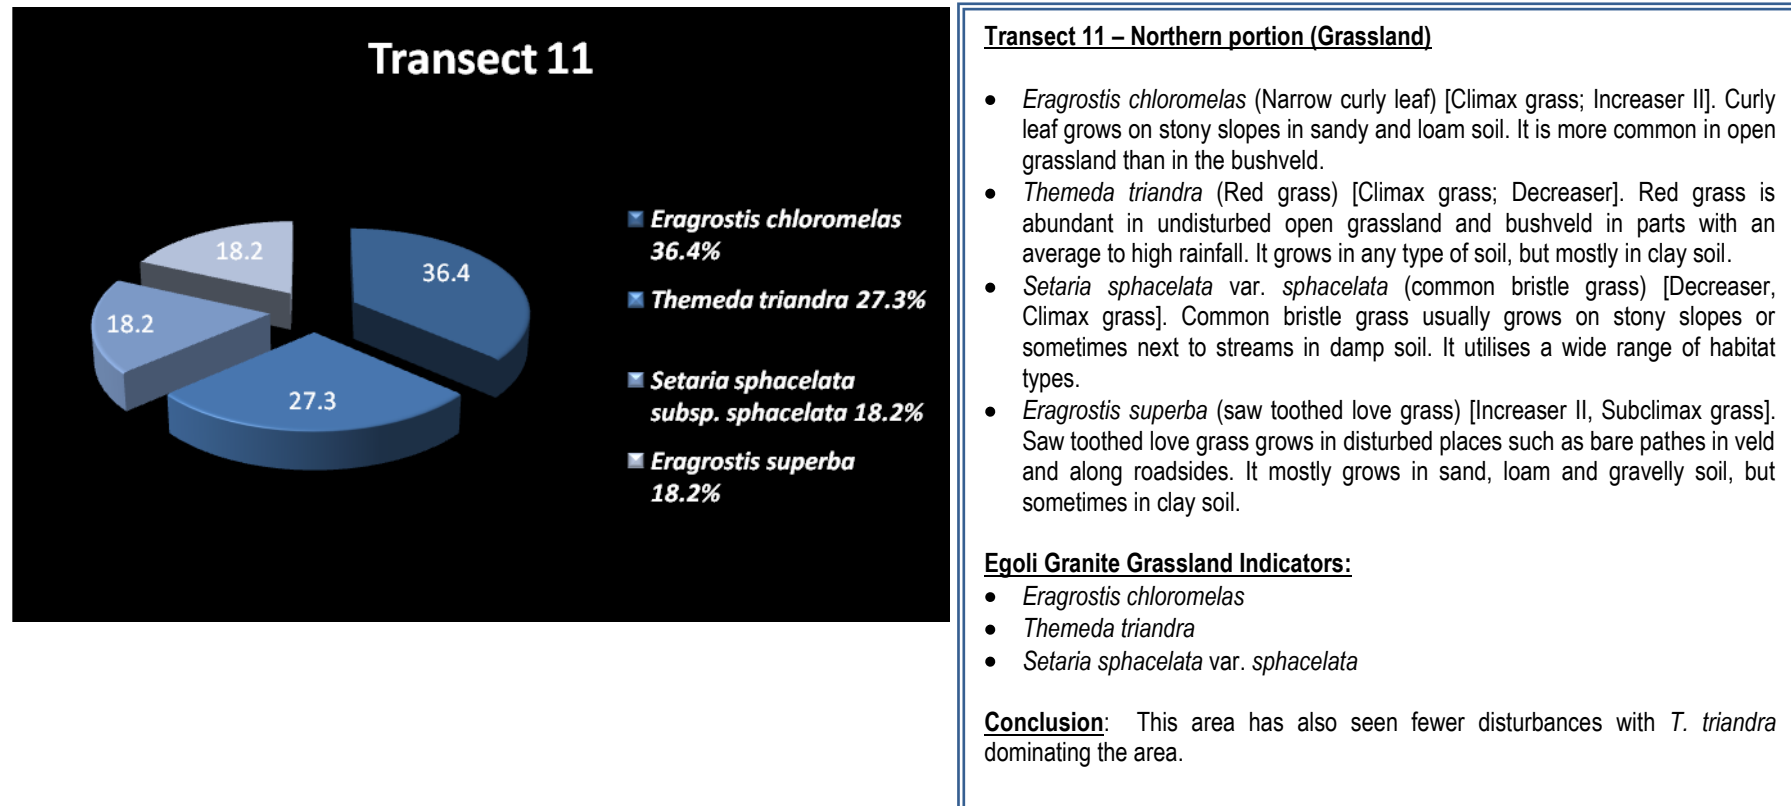 Transect 11
36.4
27.3
18.2
18.2
Eragrostis chloromelas
36.4%
Themeda triandra 27.3%
Setaria sphacelata
subsp. sphacelata 18.2%
Eragrostis superba
18.2%
Transect 11 – Northern portion (Grassland)
• Eragrostis chloromelas (Narrow curly leaf) [Climax grass; Increaser II]. Curly
leaf grows on stony slopes in sandy and loam soil. It is more common in open
grassland than in the bushveld.
• Themeda triandra (Red grass) [Climax grass; Decreaser]. Red grass is
abundant in undisturbed open grassland and bushveld in parts with an
average to high rainfall. It grows in any type of soil, but mostly in clay soil.
• Setaria sphacelata var. sphacelata (common bristle grass) [Decreaser,
Climax grass]. Common bristle grass usually grows on stony slopes or
sometimes next to streams in damp soil. It utilises a wide range of habitat
types.
• Eragrostis superba (saw toothed love grass) [Increaser II, Subclimax grass].
Saw toothed love grass grows in disturbed places such as bare pathes in veld
and along roadsides. It mostly grows in sand, loam and gravelly soil, but
sometimes in clay soil.
Egoli Granite Grassland Indicators:
• Eragrostis chloromelas
• Themeda triandra
• Setaria sphacelata var. sphacelata
Conclusion: This area has also seen fewer disturbances with T. triandra
dominating the area.